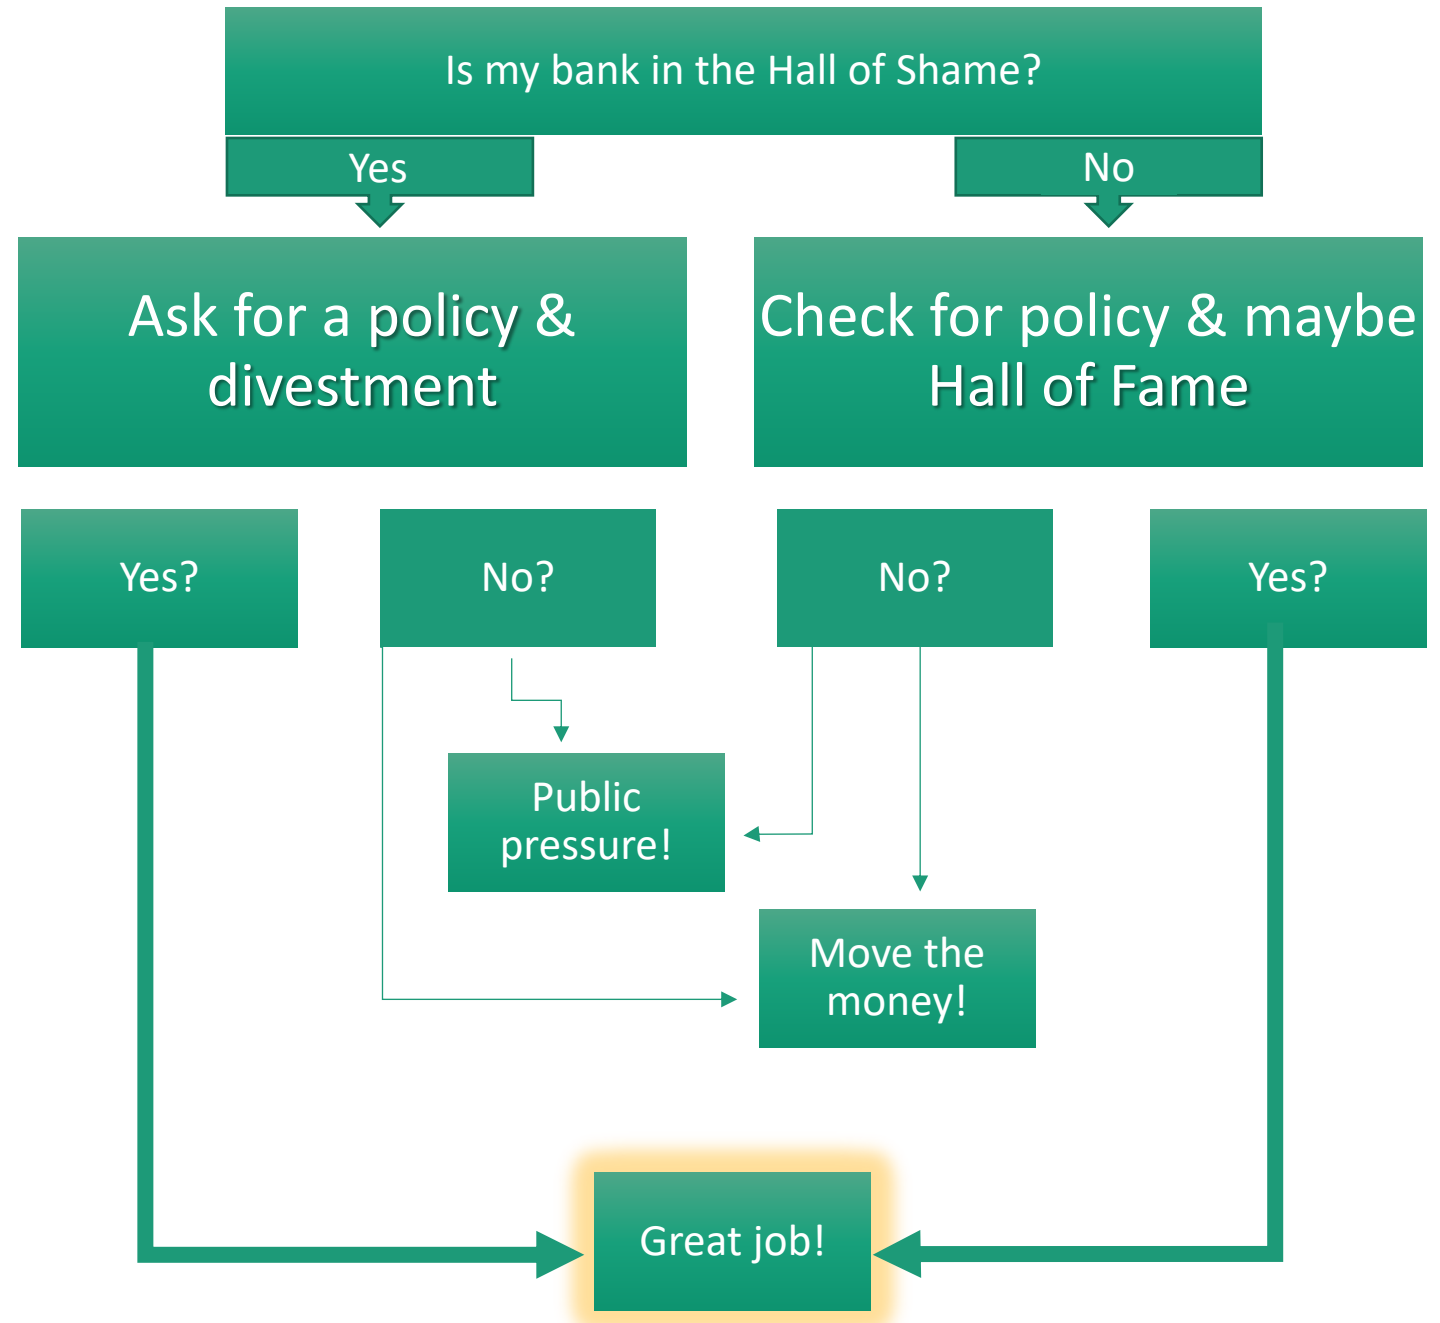 Is my bank in the Hall of Shame?
Yes
No
Ask for a policy &
divestment
Check for policy & maybe
Hall of Fame
Yes?
No?
No?
Yes?
Public
pressure!
Move the
money!
Great job!